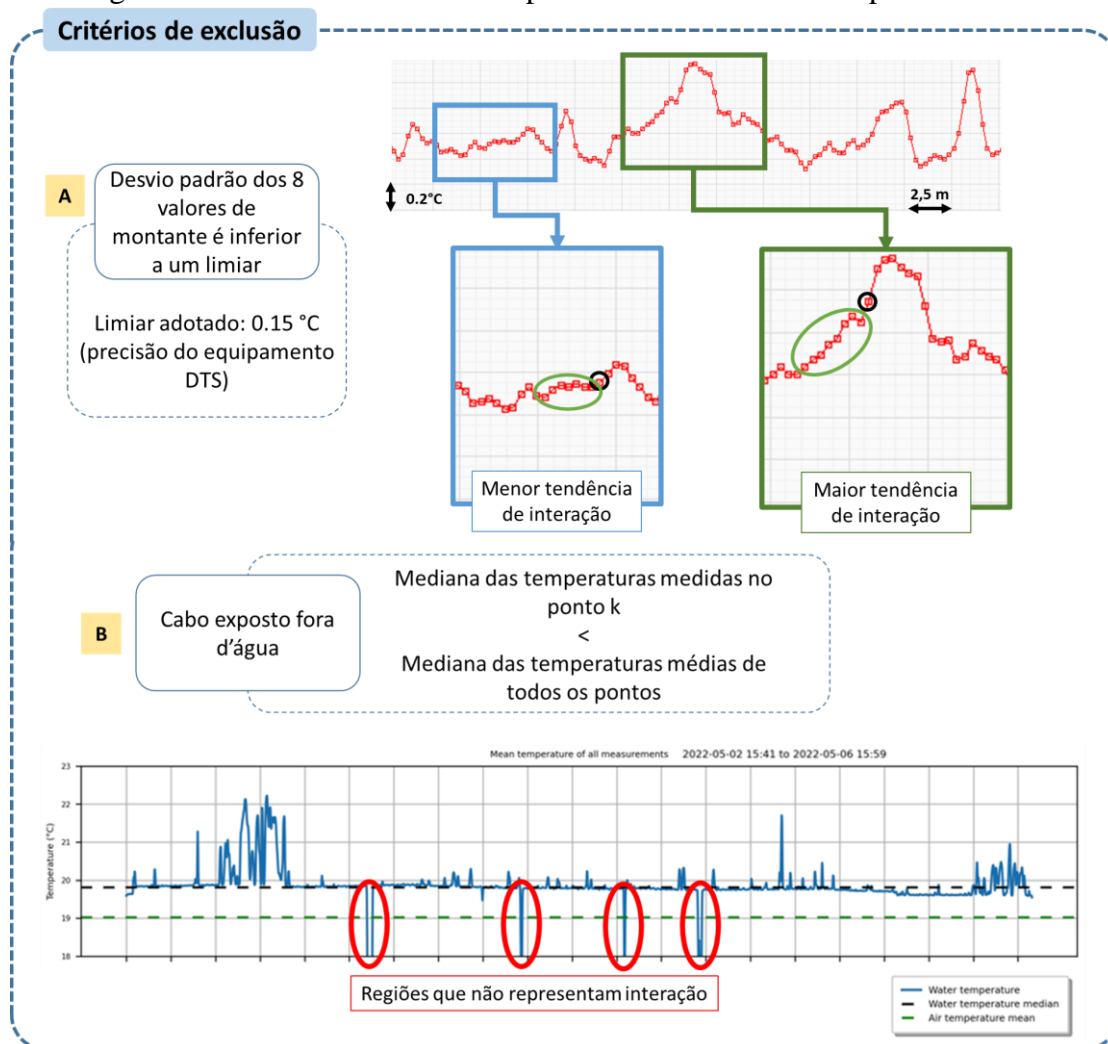 Critérios de exclusão
A
Desvio padrão dos 8
valores de
montante é inferior
a um limiar
Limiar adotado: 0.15 °C
(precisão do equipamento
DTS)
0.2°C
2,5 m
Menor tendência
de interação
Maior tendência
de interação
B
Cabo exposto fora
d'água
Mediana das temperaturas medidas no
ponto k
<
Mediana das temperaturas médias de
todos os pontos
Mean temperature of all measurements 2022-05-02 15:41 to 2022-05-06 15:59
Temperature (°C)
23
22
21
20
19
18
Regiões que não representam interação
Water temperature
Water temperature median
Air temperature mean